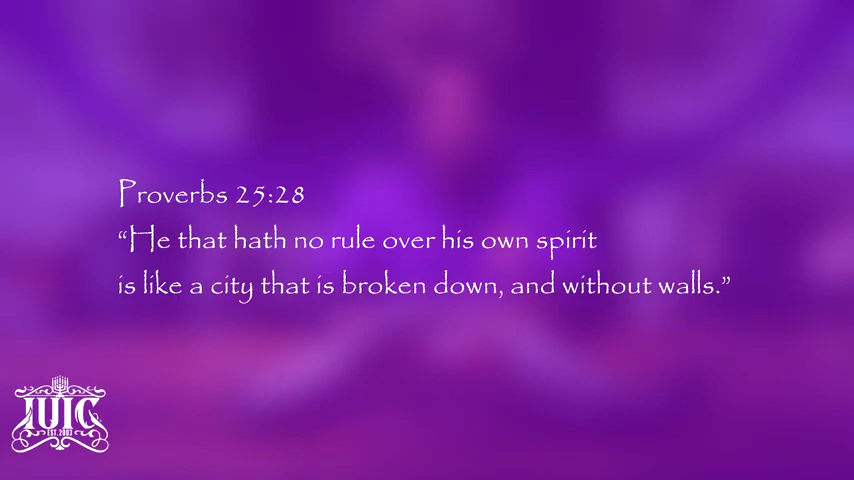 Proverbs 25:28
“He that hath no rule over his own spirit
is like a city that is broken down, and without walls.”
IUIC
EST. 2003